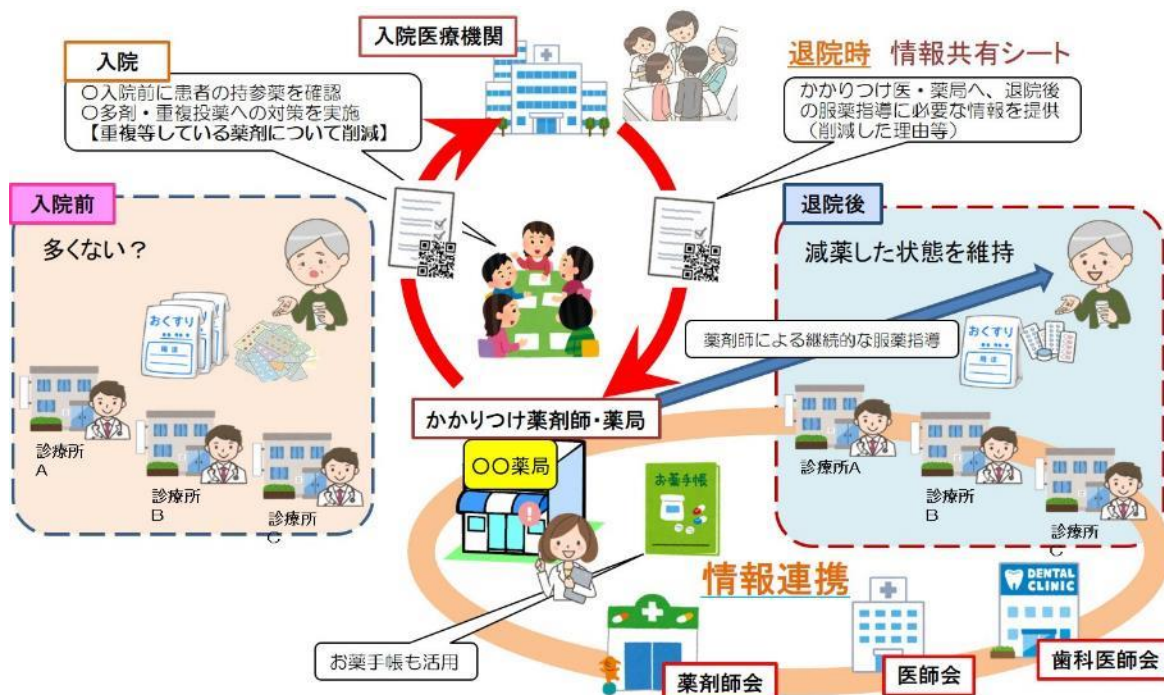 入院医療機関
入院
〇入院前に患者の持参薬を確認
〇多剤・重複投薬への対策を実施
【重複等している薬剤について削減】
退院時 情報共有シート
かかりつけ医・薬局へ、退院後
の服薬指導に必要な情報を提供
（削減した理由等）
入院前
多くない？
おくすり
診療所
A
診療所
B
診療所
C
退院後
減薬した状態を維持
おくすり
薬剤師による継続的な服薬指導
診療所A
診療所
B
診療所
C
かかりつけ薬剤師・薬局
〇〇薬局
お薬手帳
情報連携
お薬手帳も活用
薬剤師会
医師会
DENTAL
CLINIC
歯科医師会